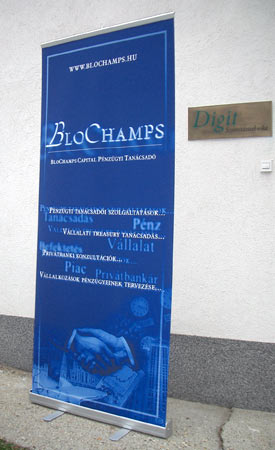 WWW.BLOCHAMPS.HU
BLOCHAMPS
BLOCHAMPS CAPITAL PÉNZÜGYI TANÁCSADÓ
PÉNZÜGYI TANÁCSADÓI SZOLGÁLTATÁSOK...
Tanácsadás
Pénz
VÁLLALATI TREASURY TANÁCSADÁS...
Vállalat
Befektetés
PRIVÁTBANKI KONZULTÁCIÓK...
Piac Privátbankár
VÁLLALKOZÁSOK PÉNZÜGYEINEK TERVEZÉSE,...
Digit